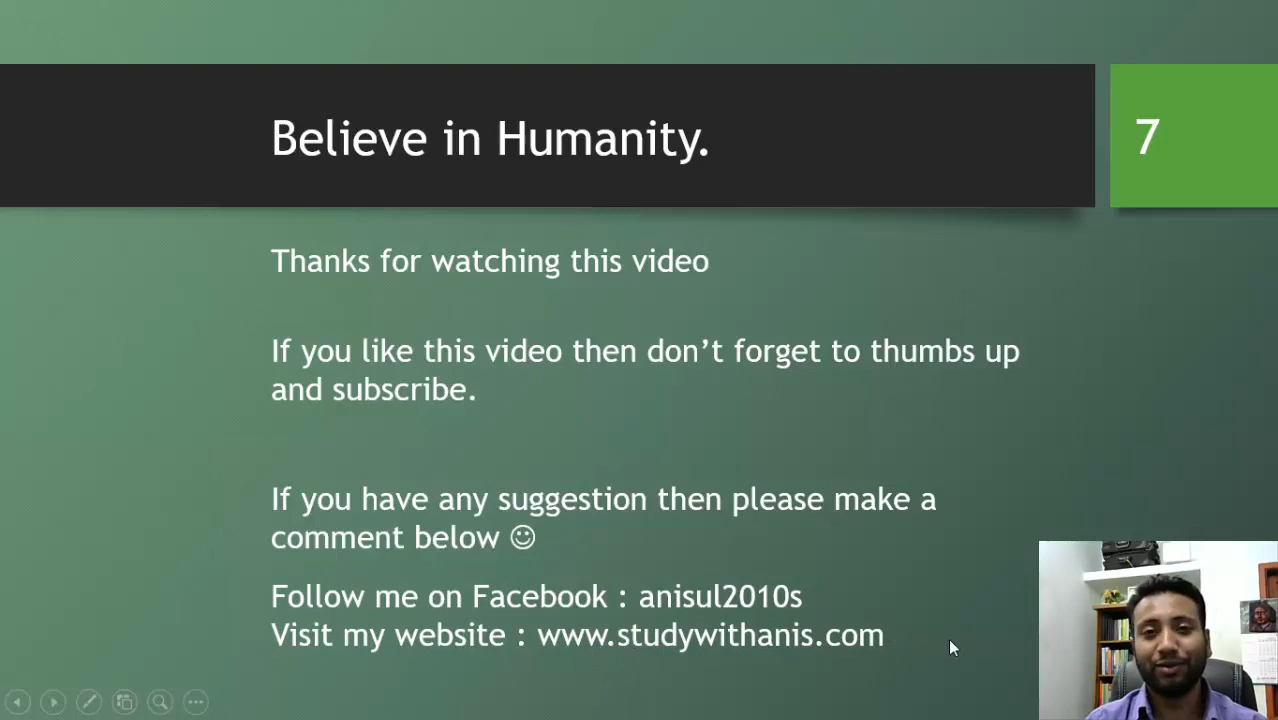 Believe in Humanity.
7
Thanks for watching this video
If you like this video then don’t forget to thumbs up
and subscribe.
If you have any suggestion then please make a
comment below ☺
Follow me on Facebook : anisul2010s
Visit my website : www.studywithanis.com